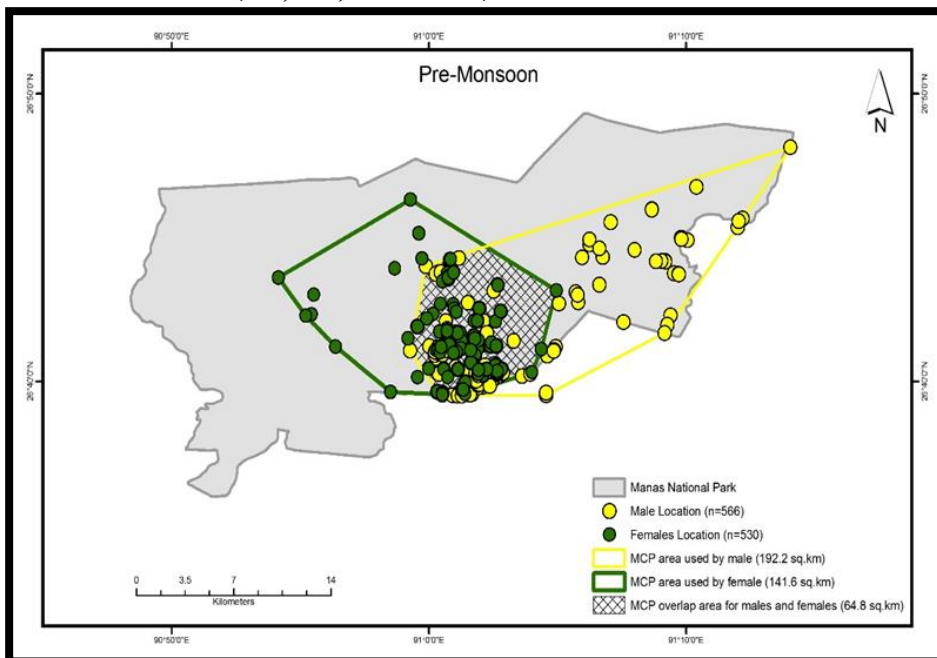 90°50'0"E 91°0'0"E 91°10'0"E
Pre-Monsoon
26°50'0"N 26°50'0"N
N
26°40'0"N 26°40'0"N
Manas National Park
Male Location (n=566)
Females Location (n=530)
MCP area used by male (192.2 sq.km)
MCP area used by female (141.6 sq.km)
MCP overlap area for males and females (64.8 sq.km)
0 3.5 7 14
Kilometers
90°50'0"E 91°0'0"E 91°10'0"E